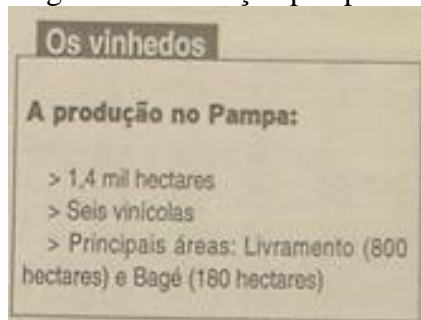 Os vinhedos
A produção no Pampa:
> 1,4 mil hectares
> Seis vinícolas
> Principais áreas: Livramento (800
hectares) e Bagé (180 hectares)